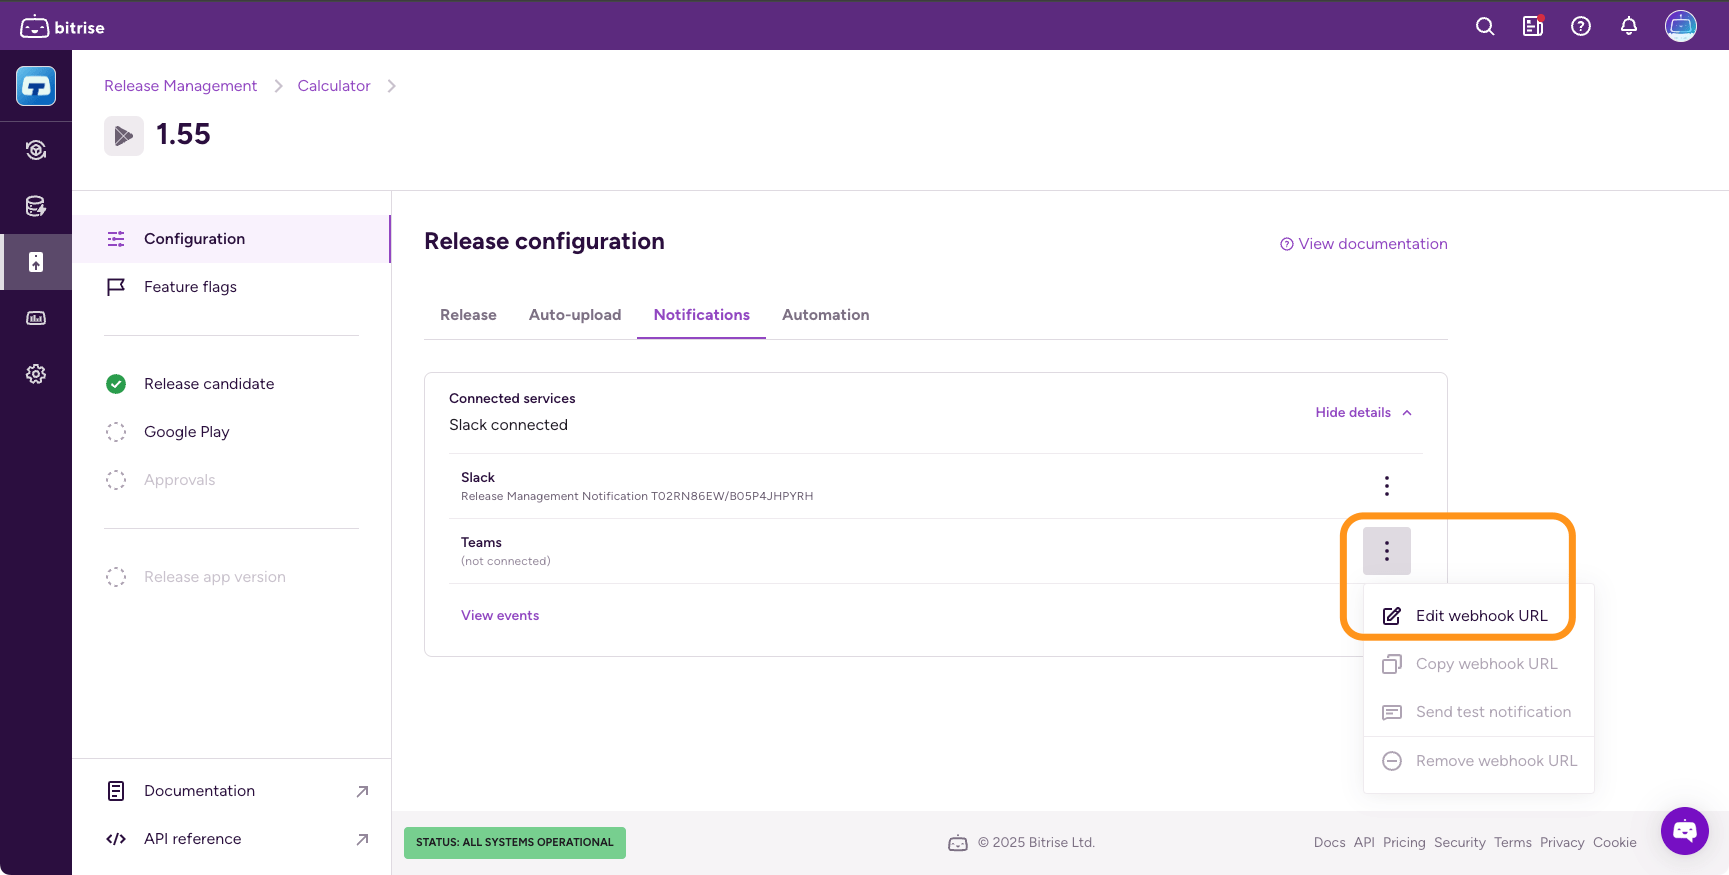 bitrise
Release Management
Calculator
1.55
Configuration
Feature flags
Release candidate
Google Play
Approvals
Release app version
Documentation
API reference
Release configuration
View documentation
Release
Auto-upload
Notifications
Automation
Connected services
Slack connected
Hide details
Slack
Release Management Notification T02RN86EW/B05P4JHPYRH
Teams
(not connected)
View events
Edit webhook URL
Copy webhook URL
Send test notification
Remove webhook URL
STATUS: ALL SYSTEMS OPERATIONAL
© 2025 Bitrise Ltd.
Docs API Pricing Security Terms Privacy Cookie